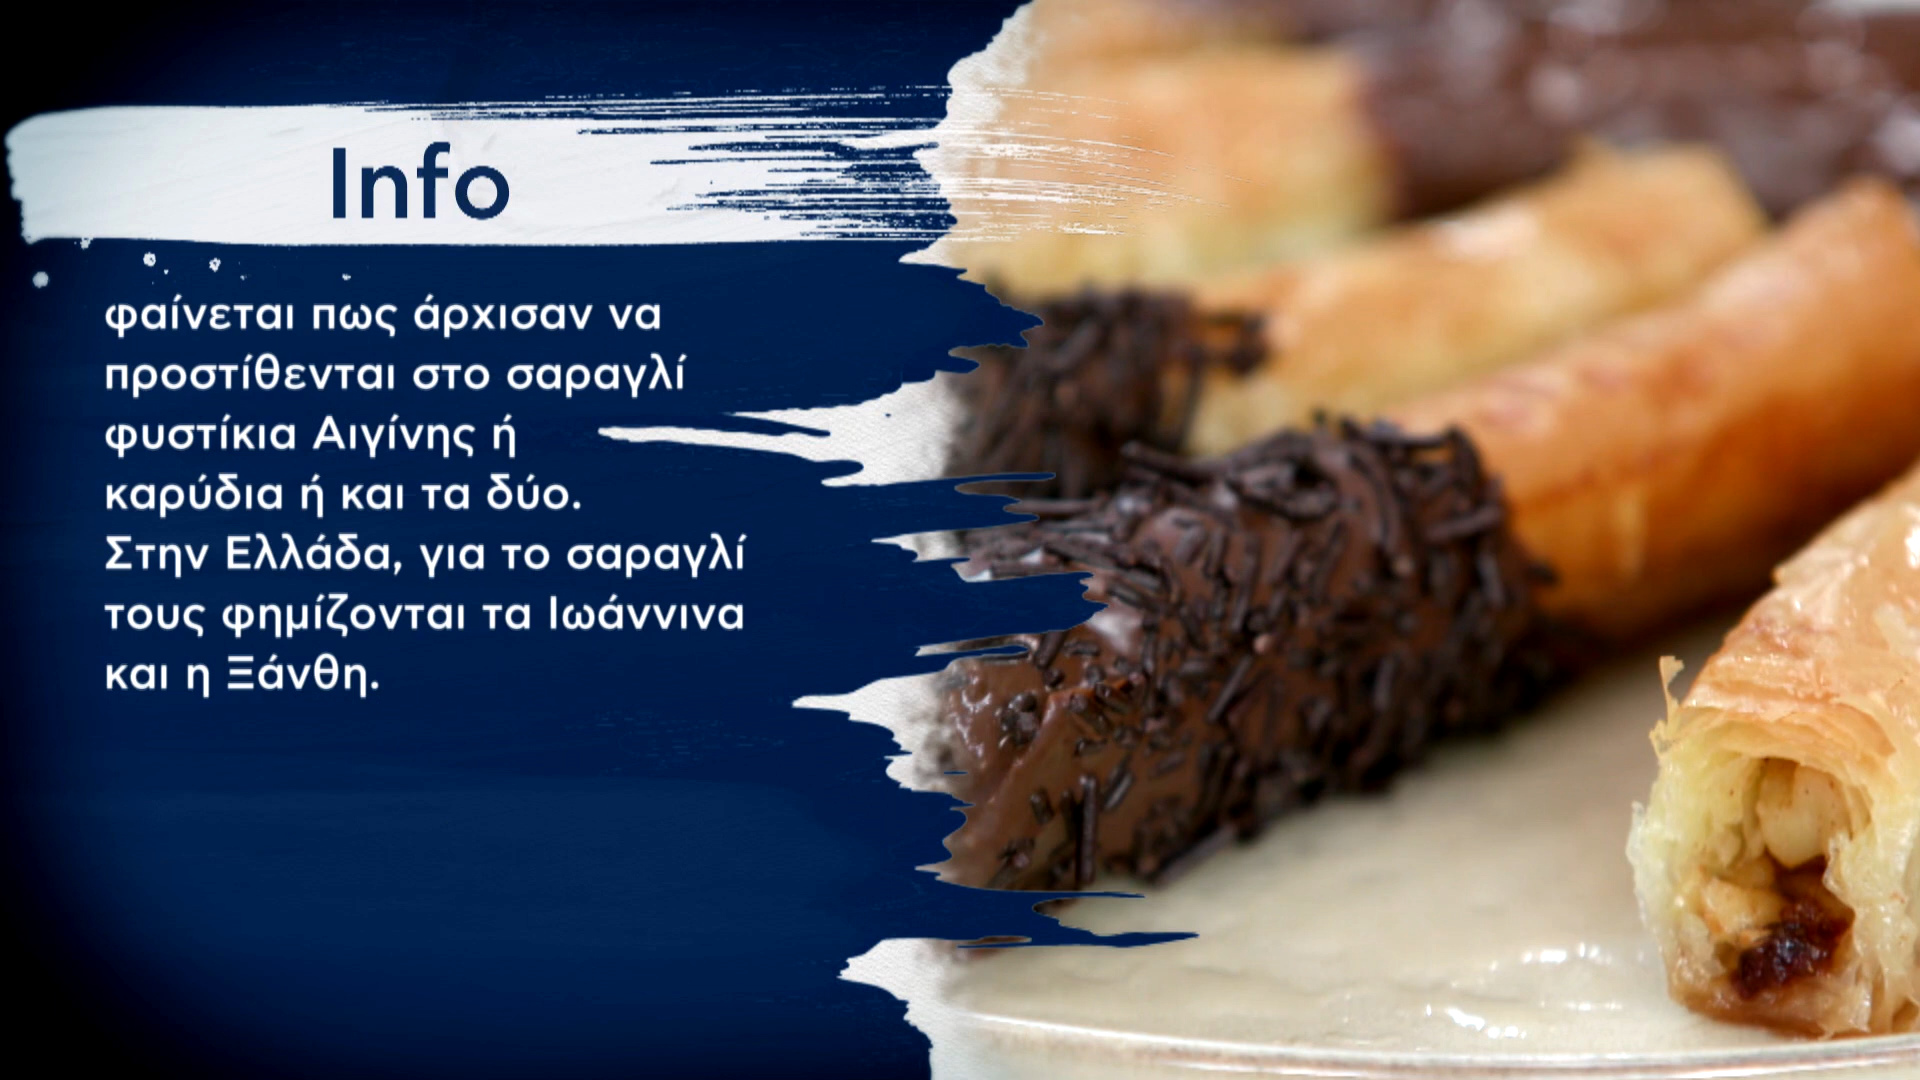 Info
φαίνεται πως άρχισαν να
προστίθενται στο σαραγλί
φυστίκια Αιγίνης ή
καρύδια ή και τα δύο.
Στην Ελλάδα, για το σαραγλί
τους φημίζονται τα Ιωάννινα
και η Ξάνθη.